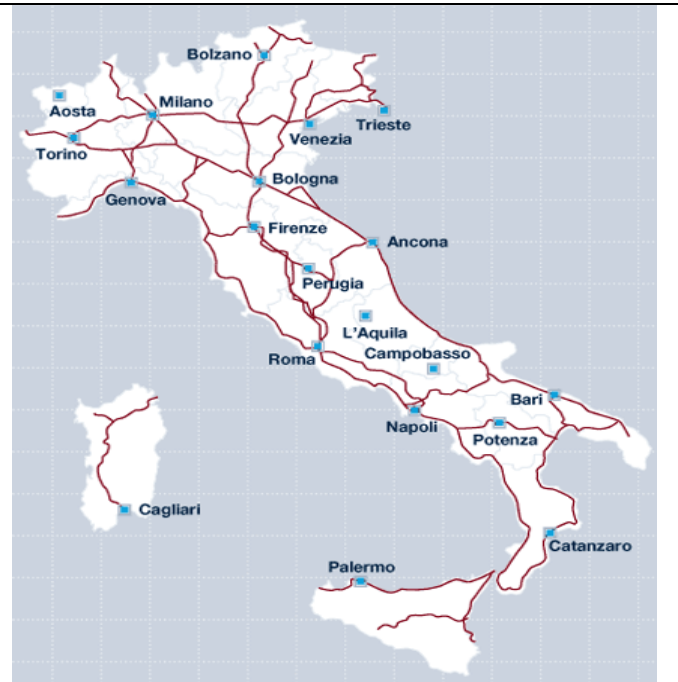 Bolzano
Milano
Aosta
Trieste
Venezia
Torino
Bologna
Genova
Firenze
Ancona
Perugia
L'Aquila
Roma
Campobasso
Bari
Napoli
Potenza
Cagliari
Catanzaro
Palermo